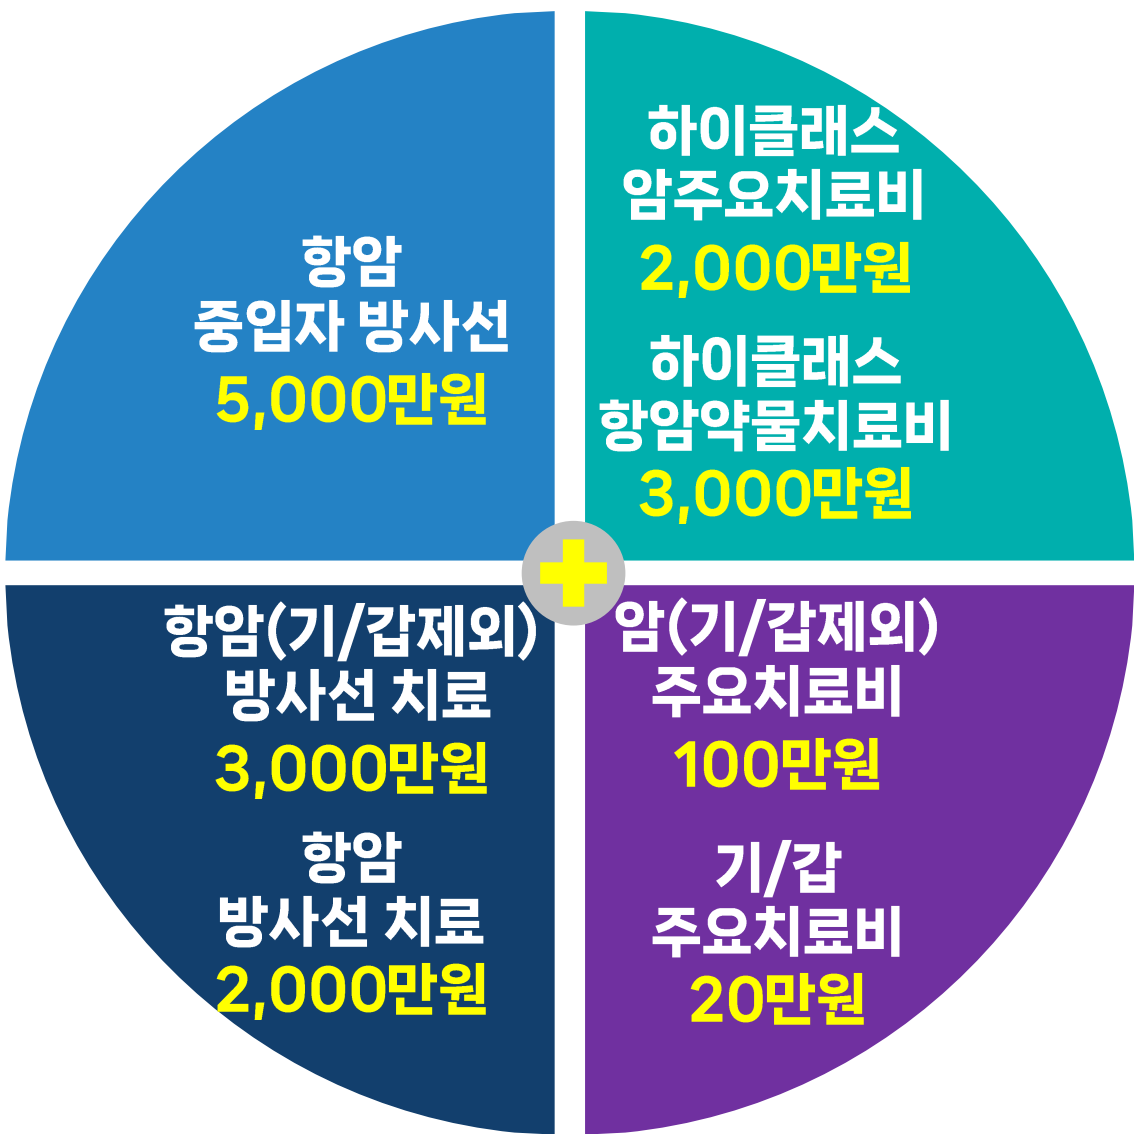 항암
중입자 방사선
5,000만원
하이클래스
암주요치료비
2,000만원
하이클래스
항암약물치료비
3,000만원
항암(기/갑제외)
방사선 치료
3,000만원
항암
방사선 치료
2,000만원
암(기/갑제외)
주요치료비
100만원
기/갑
주요치료비
20만원